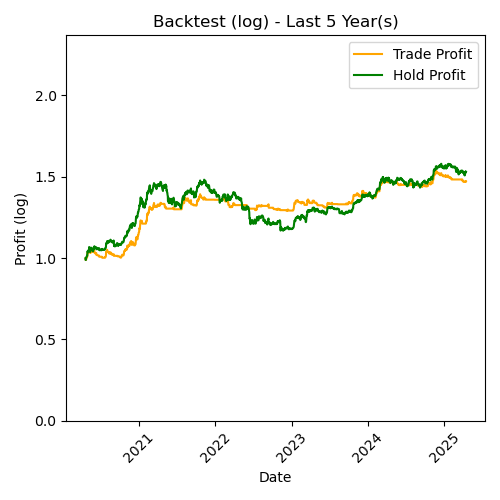 Backtest (log) - Last 5 Year(s)
Trade Profit
Hold Profit
Profit (log)
2.0
1.5
1.0
0.5
0.0
2021
2022
2023
2024
2025
Date